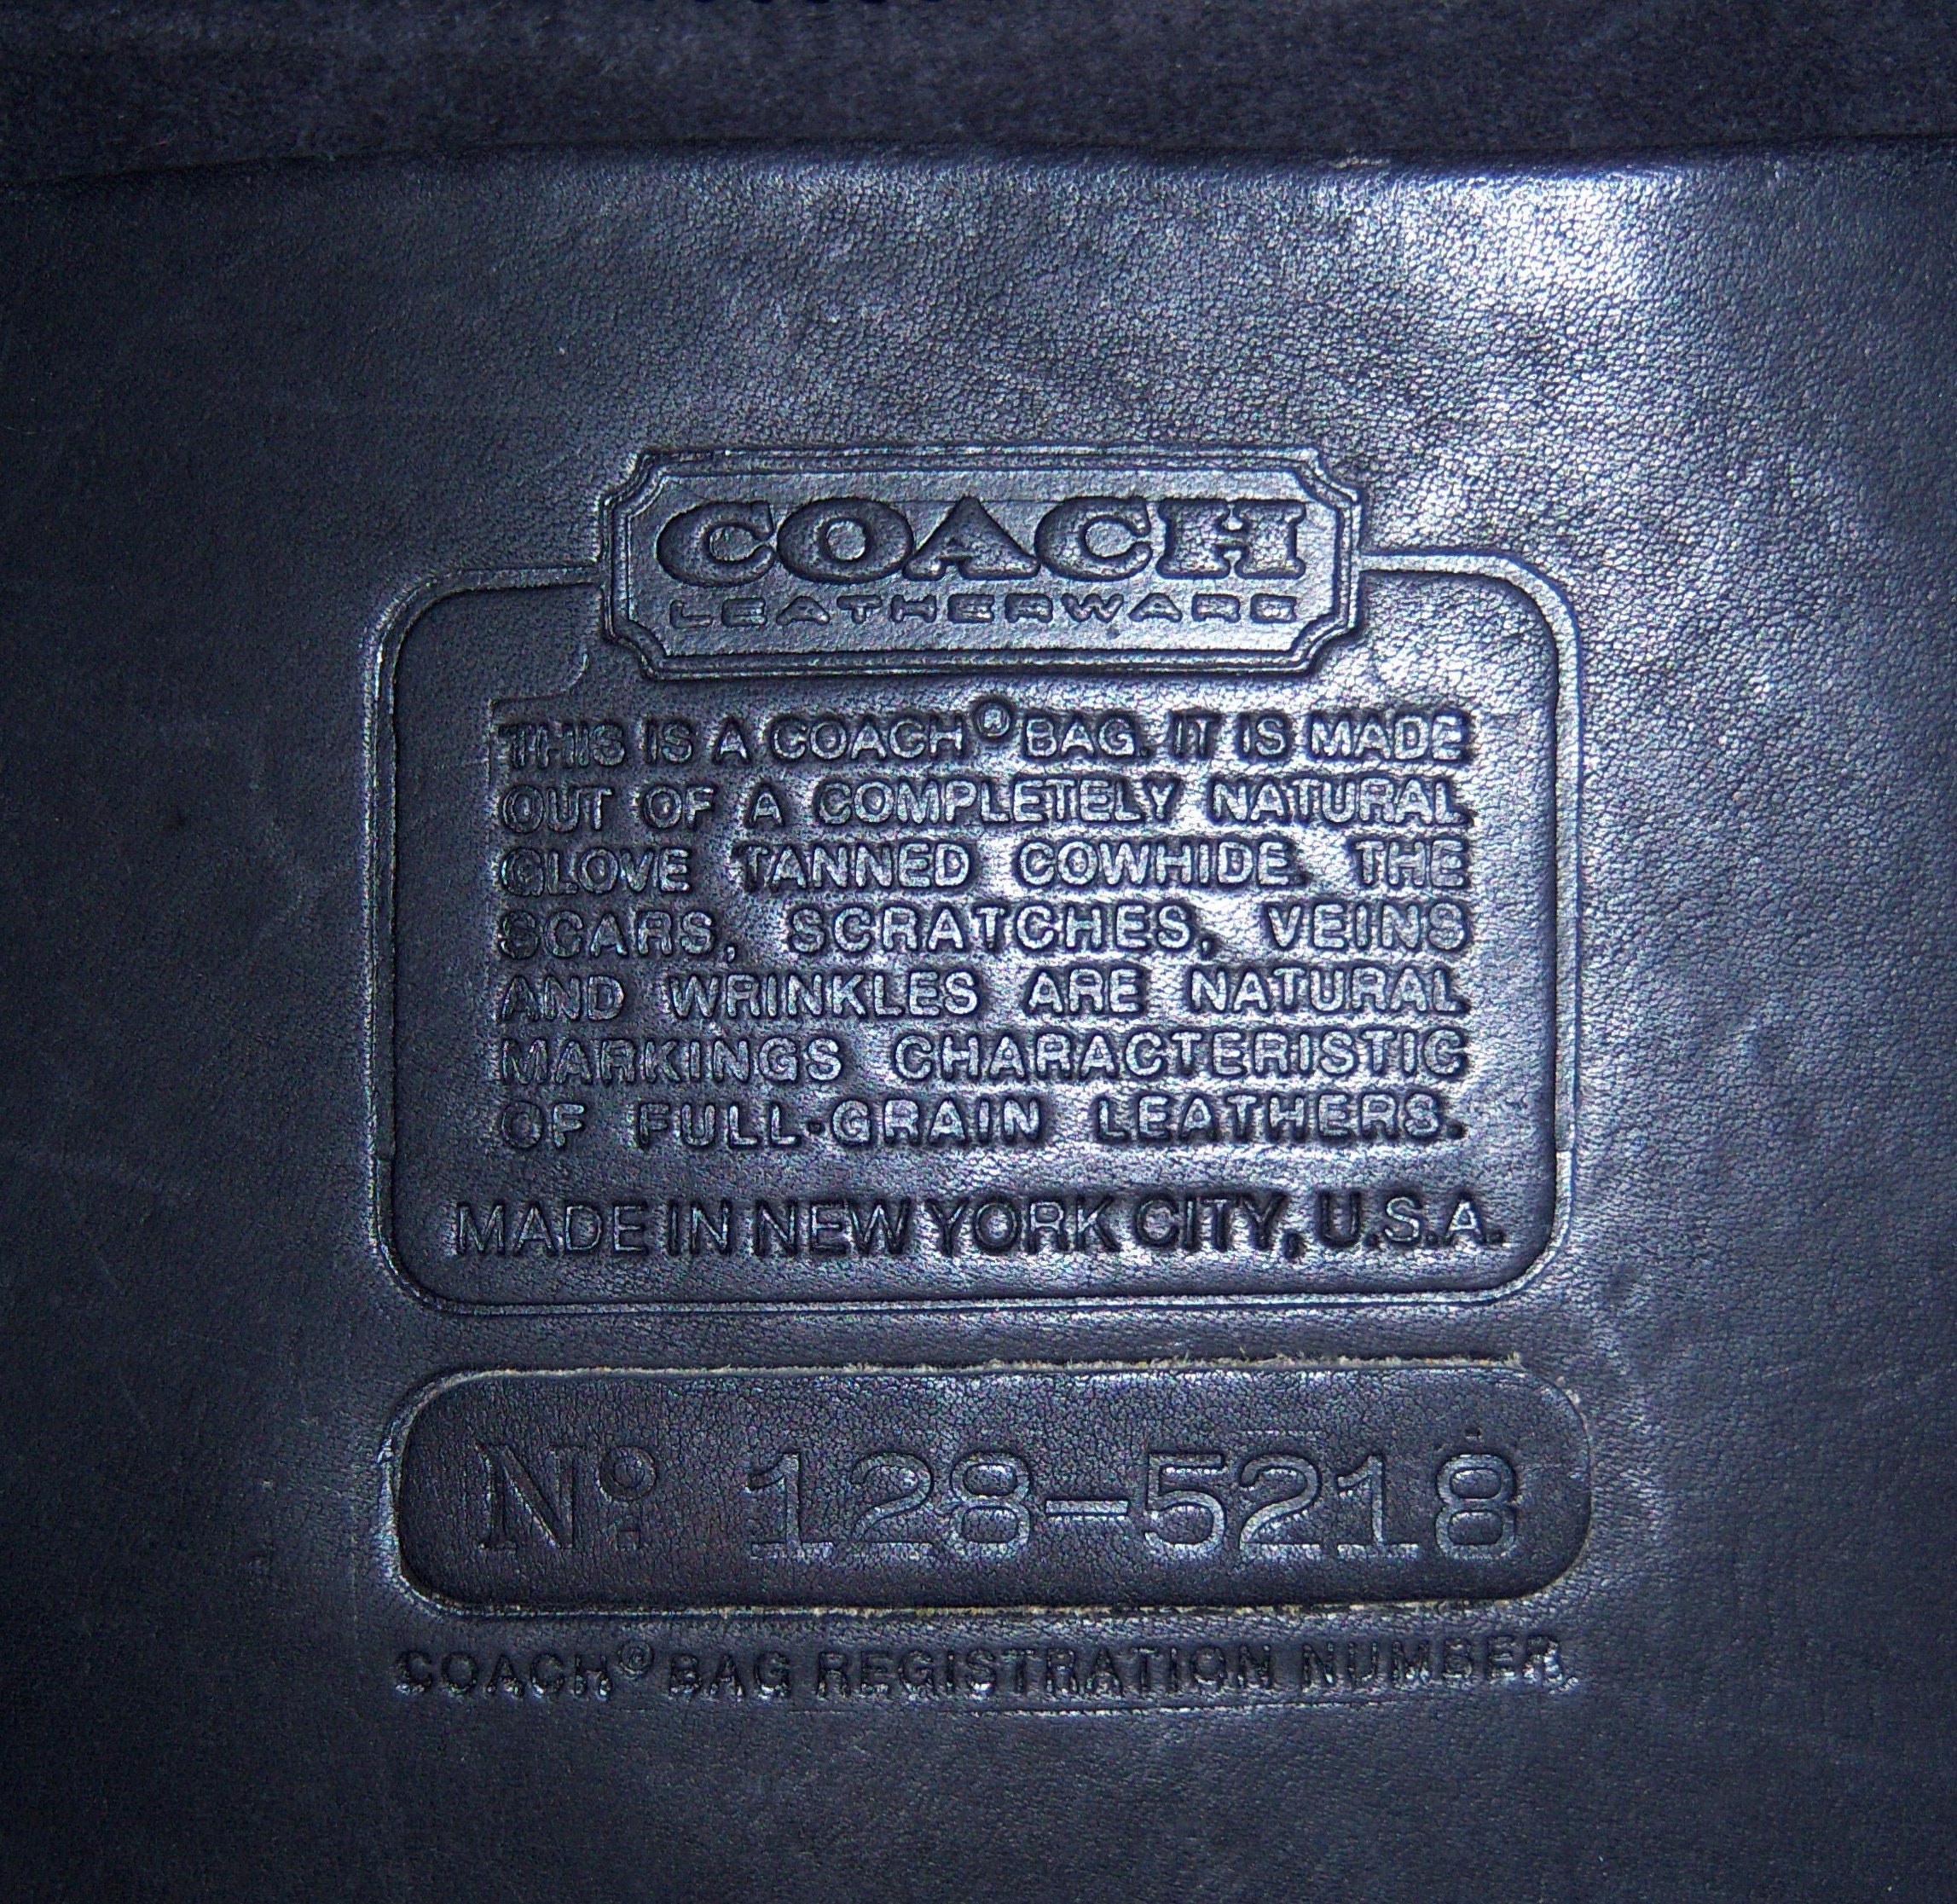 COACH
LEATHERWARE
THIS IS A COACH® BAG. IT IS MADE
OUT OF A COMPLETELY NATURAL
GLOVE TANNED COWHIDE. THE
SCARS, SCRATCHES, VEINS
AND WRINKLES ARE NATURAL
MARKINGS CHARACTERISTIC
OF FULL-GRAIN LEATHERS.
MADE IN NEW YORK CITY, U.S.A.
Nº 128-5218
COACH® BAG REGISTRATION NUMBER.